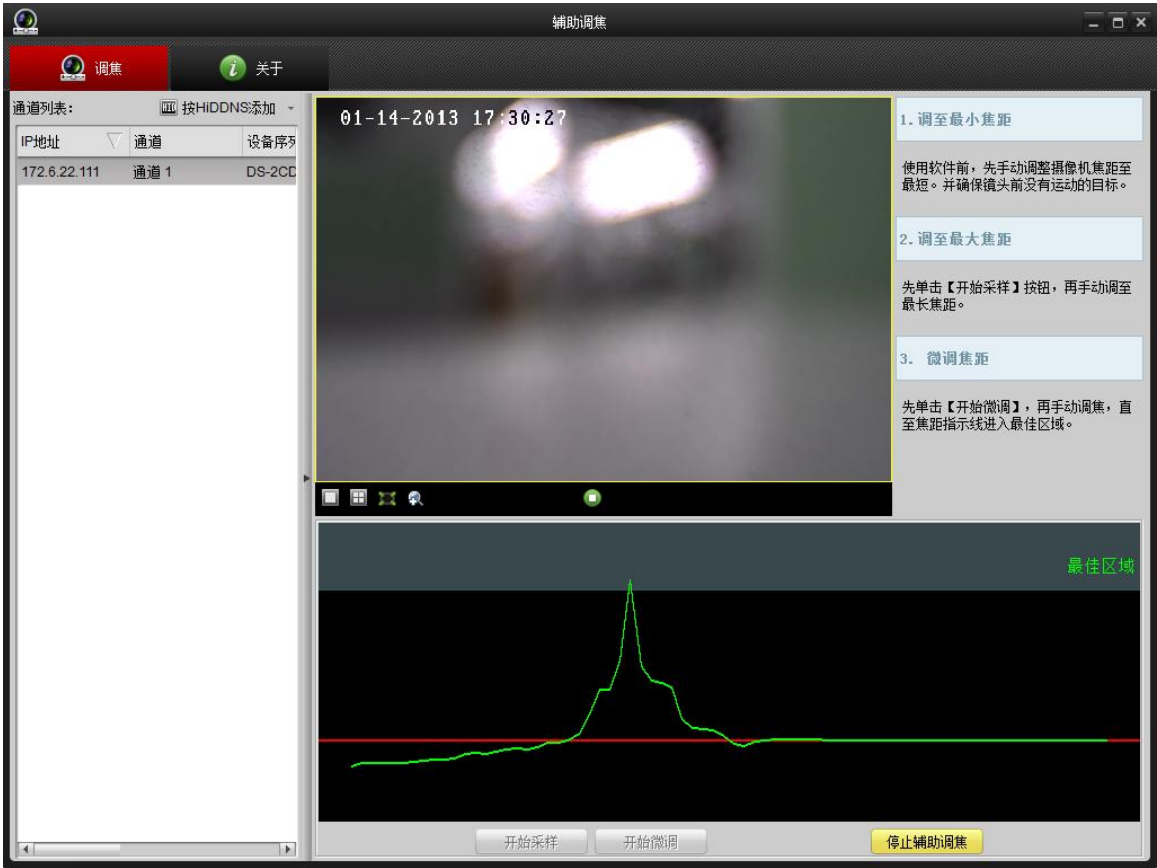 辅助调焦
调焦
关于
通道列表:
按HiDDNS添加
IP地址 通道 设备序列
172.6.22.111 通道 1 DS-2CD
01-14-2013 17:30:27
1. 调至最小焦距
使用软件前，先手动调整摄像机焦距至
最短。并确保镜头前没有运动的目标。
2. 调至最大焦距
先单击【开始采样】按钮，再手动调至
最长焦距。
3. 微调焦距
先单击【开始微调】，再手动调焦，直
至焦距指示线进入最佳区域。
最佳区域
开始采样
开始微调
停止辅助调焦